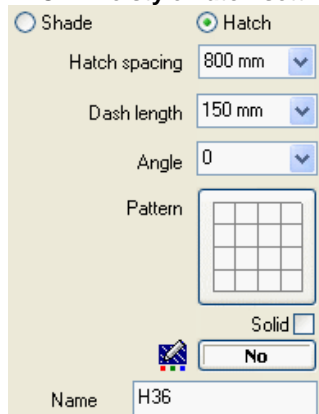 Shade Hatch
Hatch spacing 800 mm
Dash length 150 mm
Angle 0
Pattern
Solid
No
Name H36